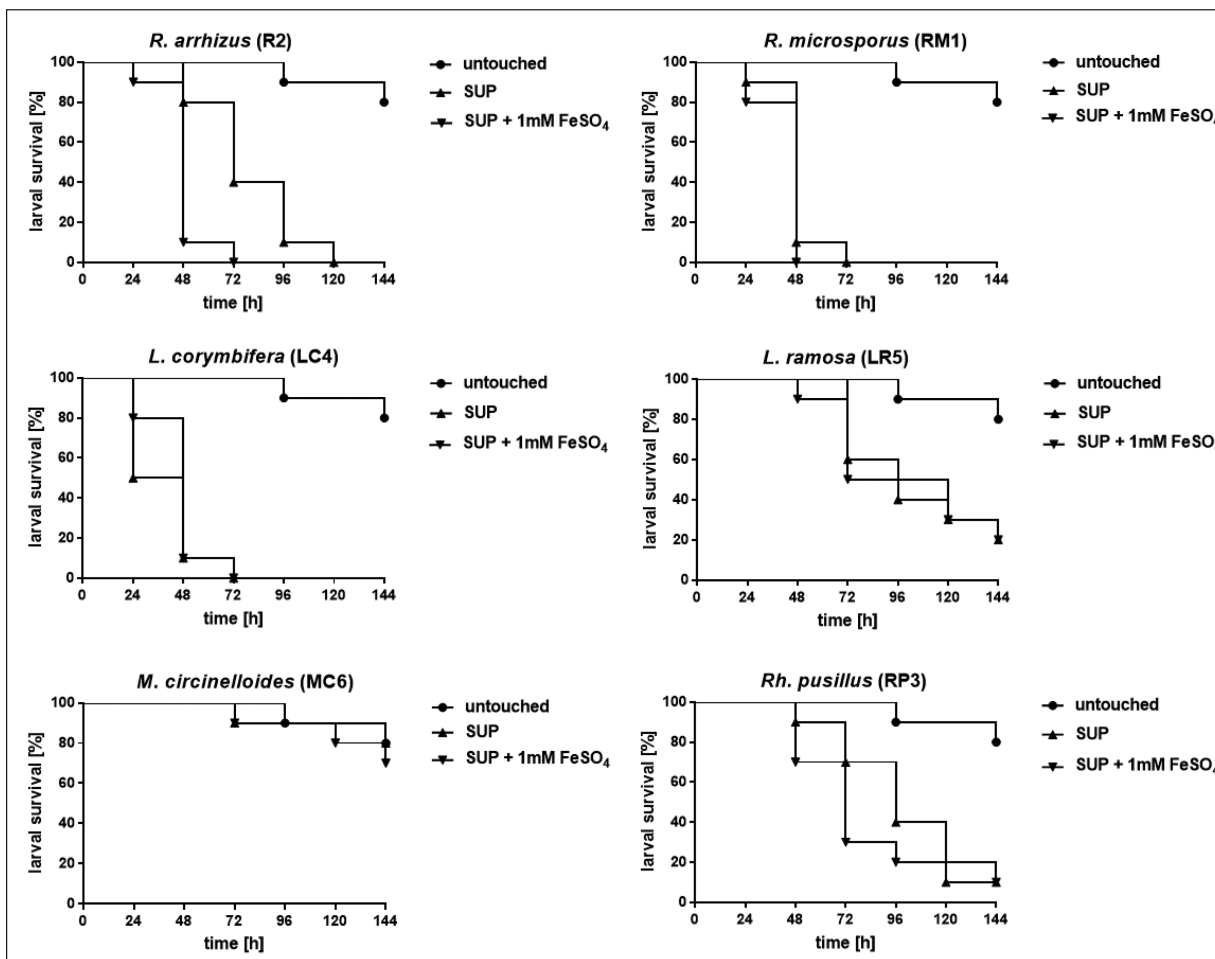 R. arrhizus (R2)
larval survival [%]
100
80
60
40
20
0
0 24 48 72 96 120 144
time [h]
untouched
SUP
SUP + 1mM FeSO₄
R. microsporus (RM1)
larval survival [%]
100
80
60
40
20
0
0 24 48 72 96 120 144
time [h]
untouched
SUP
SUP + 1mM FeSO₄
L. corymbifera (LC4)
larval survival [%]
100
80
60
40
20
0
0 24 48 72 96 120 144
time [h]
untouched
SUP
SUP + 1mM FeSO₄
L. ramosa (LR5)
larval survival [%]
100
80
60
40
20
0
0 24 48 72 96 120 144
time [h]
untouched
SUP
SUP + 1mM FeSO
M. circinelloides (MC6)
larval survival [%]
100
80
60
40
20
0
0 24 48 72 96 120 144
time [h]
untouched
SUP
SUP + 1mM FeSO₄
Rh. pusillus (RP3)
larval survival [%]
100
80
60
40
20
0
0 24 48 72 96 120 144
time [h]
untouched
SUP
SUP + 1mM FeSO₄